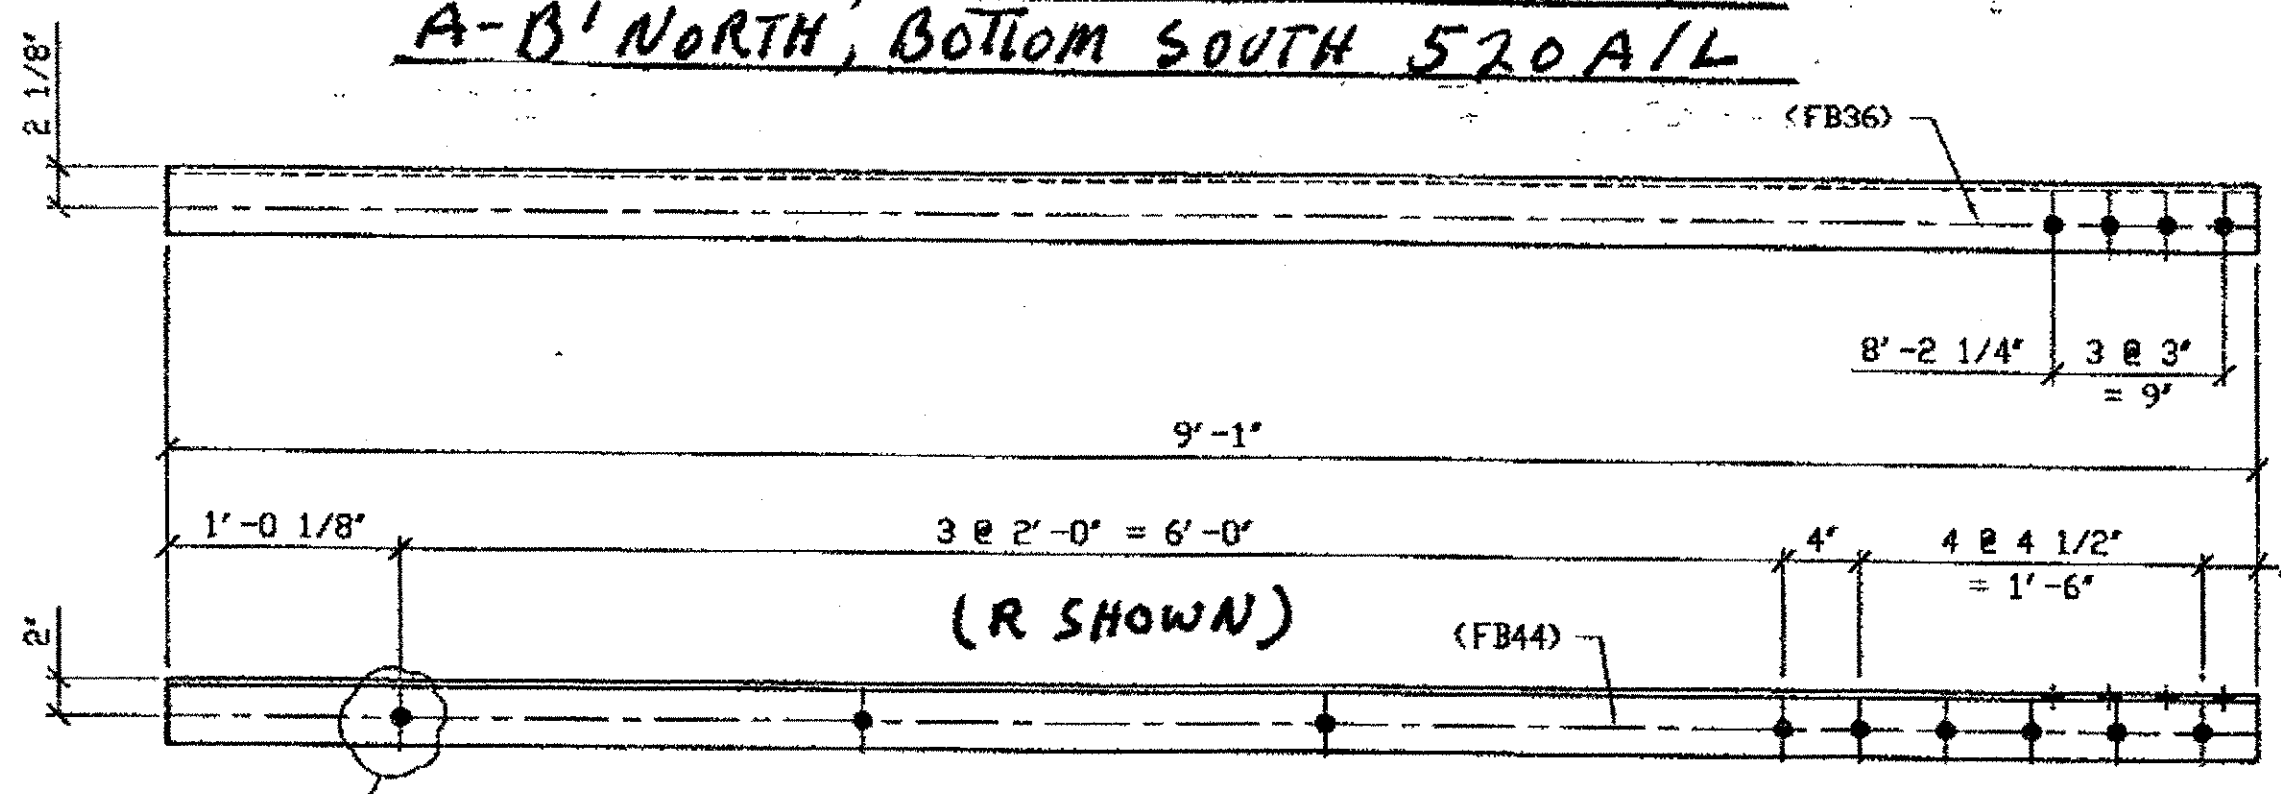 A-B' NORTH, BOTTOM SOUTH 520 A/L
2 1/8"
(FB36)
8'-2 1/4" 3 @ 3"
= 9"
9'-1"
1'-0 1/8" 3 @ 2'-0" = 6'-0" 4" 4 @ 4 1/2"
= 1'-6"
(R SHOWN)
(FB44)
2"